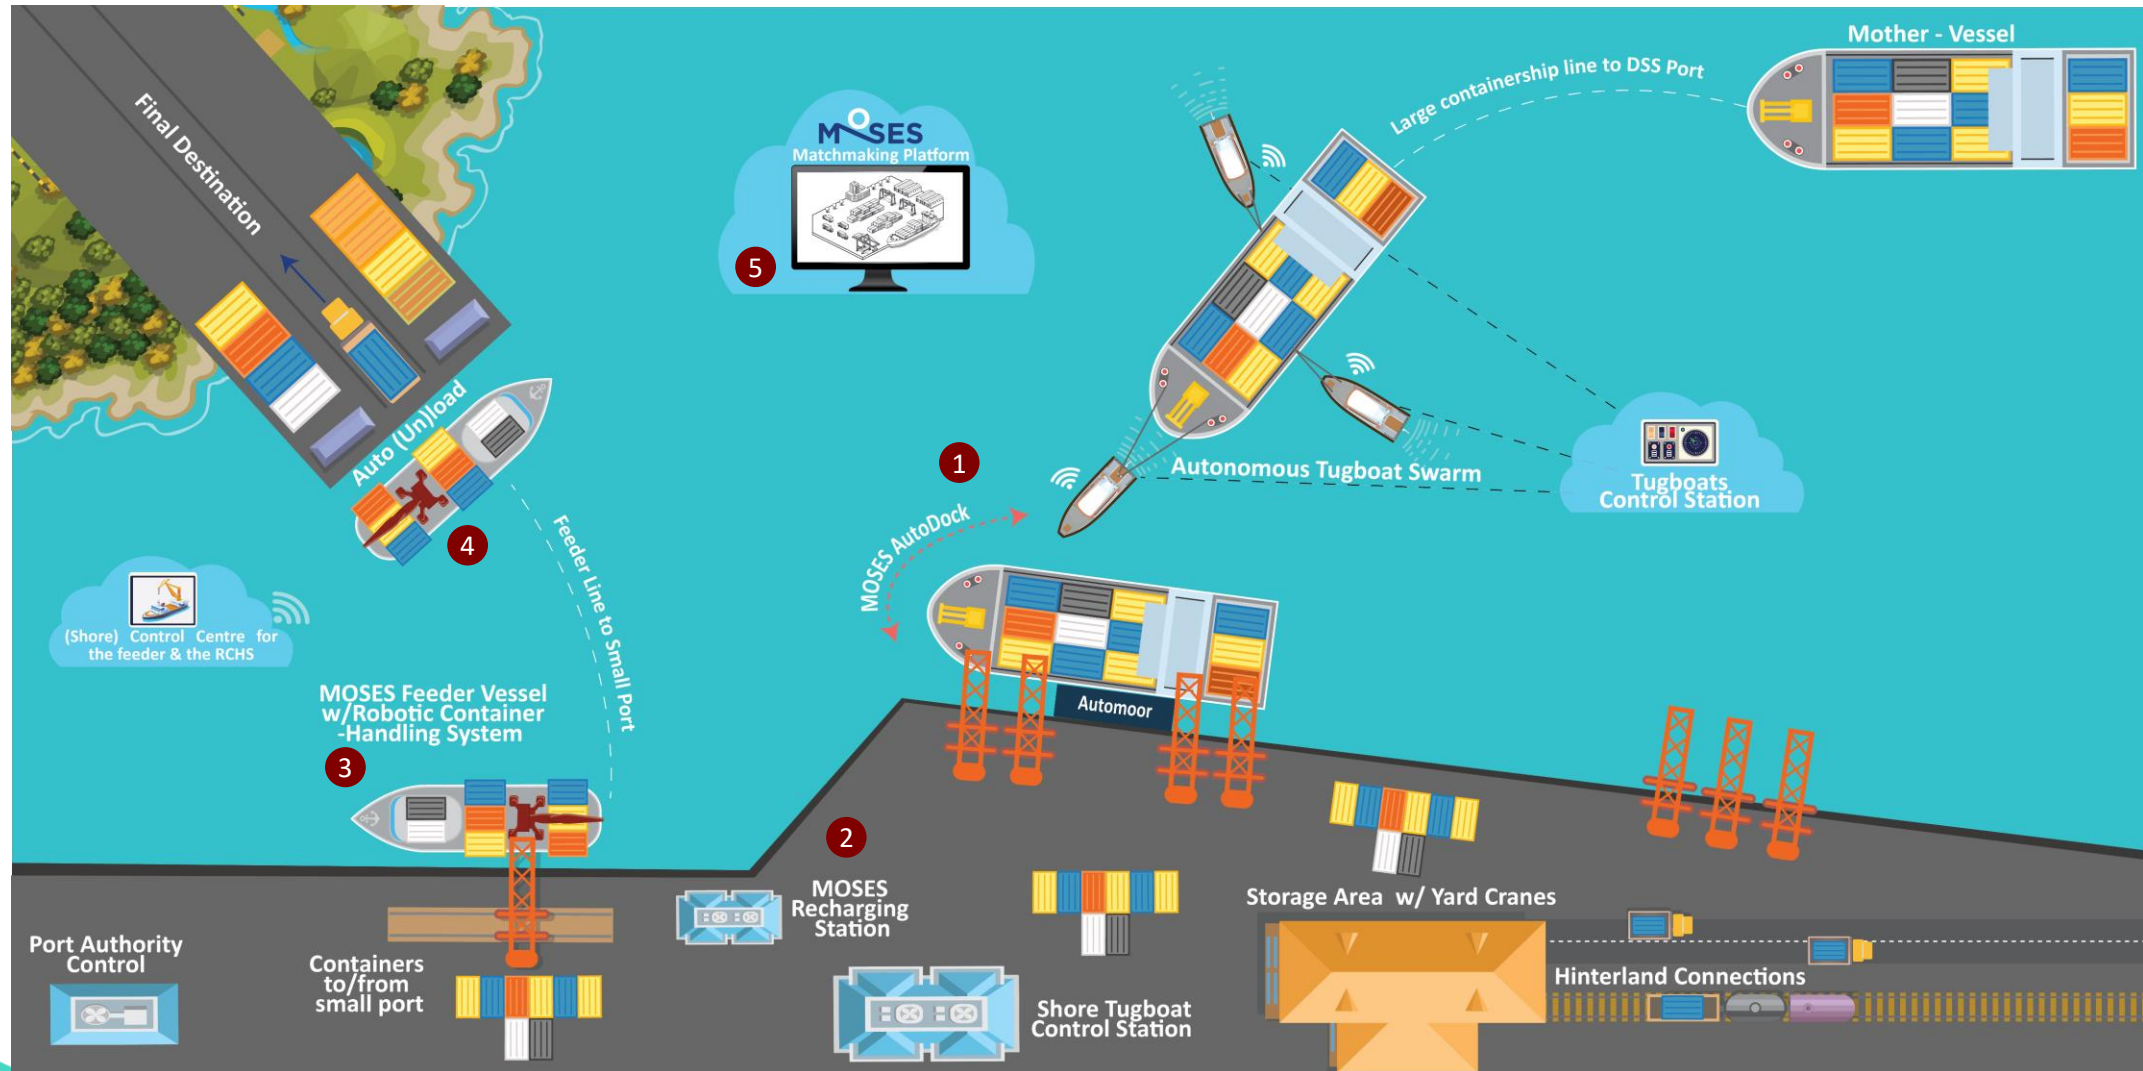 Mother - Vessel
Large containership line to DSS Port
Final Destination
MOSES
Matchmaking Platform
5
Auto (Un)load
4
1
Autonomous Tugboat Swarm
Tugboats
Control Station
MOSES AutoDock
Feeder Line to Small Port
(Shore) Control Centre for
the feeder & the RCHS
MOSES Feeder Vessel
w/Robotic Container
-Handling System
3
Automoor
2
MOSES
Recharging
Station
Storage Area w/ Yard Cranes
Port Authority
Control
Containers
to/from
small port
Shore Tugboat
Control Station
Hinterland Connections